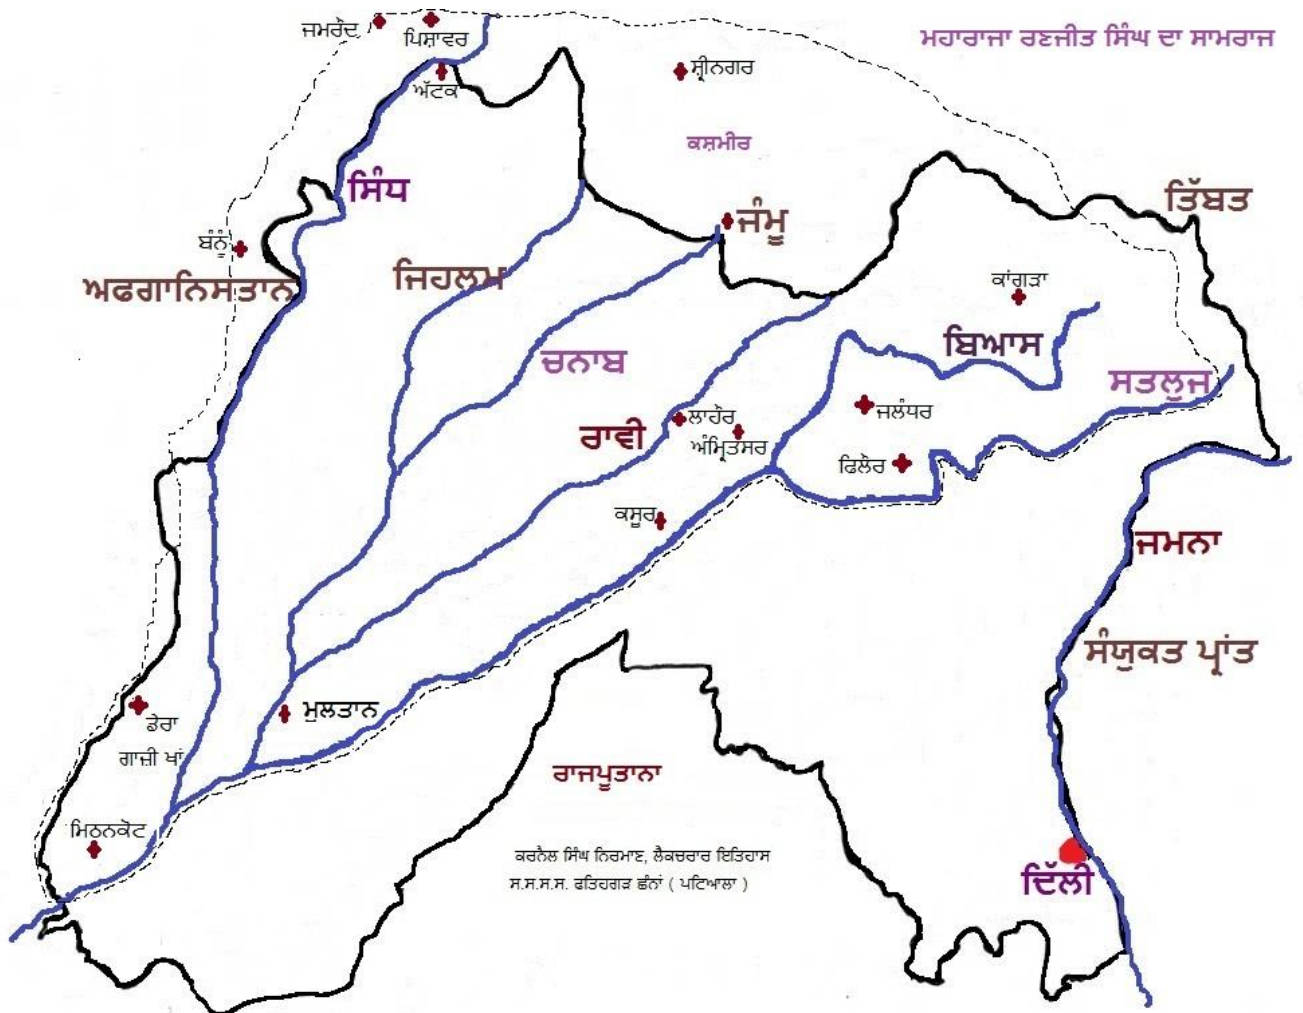 ਮਹਾਰਾਜਾ ਰਣਜੀਤ ਸਿੰਘ ਦਾ ਸਾਮਰਾਜ
ਜਮਰੌਦ
ਪਿਸ਼ਾਵਰ
ਅੱਟਕ
ਸ਼੍ਰੀਨਗਰ
ਕਸ਼ਮੀਰ
ਸਿੰਧ
ਤਿੱਬਤ
ਜੰਮੂ
ਬੰਨੂੰ
ਅਫਗਾਨਿਸਤਾਨ
ਜਿਹਲਮ
ਕਾਂਗੜਾ
ਚਨਾਬ
ਬਿਆਸ
ਸਤਲੁਜ
ਰਾਵੀ
ਲਾਹੌਰ
ਅੰਮ੍ਰਿਤਸਰ
ਜਲੰਧਰ
ਫਿਲੌਰ
ਕਸੂਰ
ਜਮਨਾ
ਸੰਯੁਕਤ ਪ੍ਰਾਂਤ
ਮੁਲਤਾਨ
ਡੇਰਾ
ਗਾਜ਼ੀ ਖਾਂ
ਰਾਜਪੂਤਾਨਾ
ਮਿਠਨਕੋਟ
ਕਰਨੈਲ ਸਿੰਘ ਨਿਰਮਾਣ, ਲੈਕਚਰਾਰ ਇਤਿਹਾਸ
ਸ.ਸ.ਸ.ਸ. ਫਤਿਹਗੜ ਛੰਨਾਂ ( ਪਟਿਆਲਾ )
ਦਿੱਲੀ